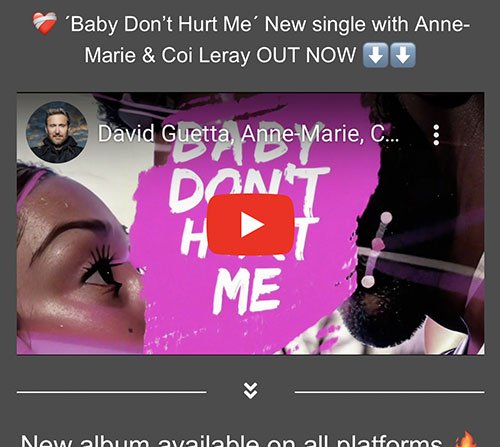 ❤️‍🩹 ´Baby Don’t Hurt Me´ New single with Anne-
Marie & Coi Leray OUT NOW ⬇️⬇️
David Guetta, Anne-Marie, C...
BABY
DON'T
ME
New album available on all platforms 🔥